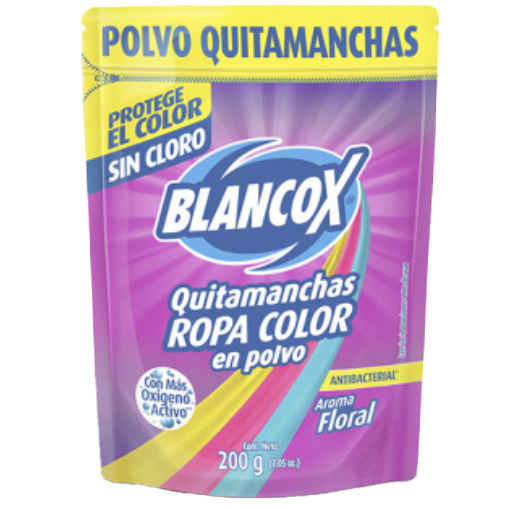 POLVO QUITAMANCHAS
PROTEGE
EL COLOR
SIN CLORO
BLANCOX
Quitamanchas
ROPA COLOR
en polvo
ANTIBACTERIAL*
Con Más
Oxígeno
Activo**
Aroma
Floral
Cont. Neto
200 g (7.05 oz.)